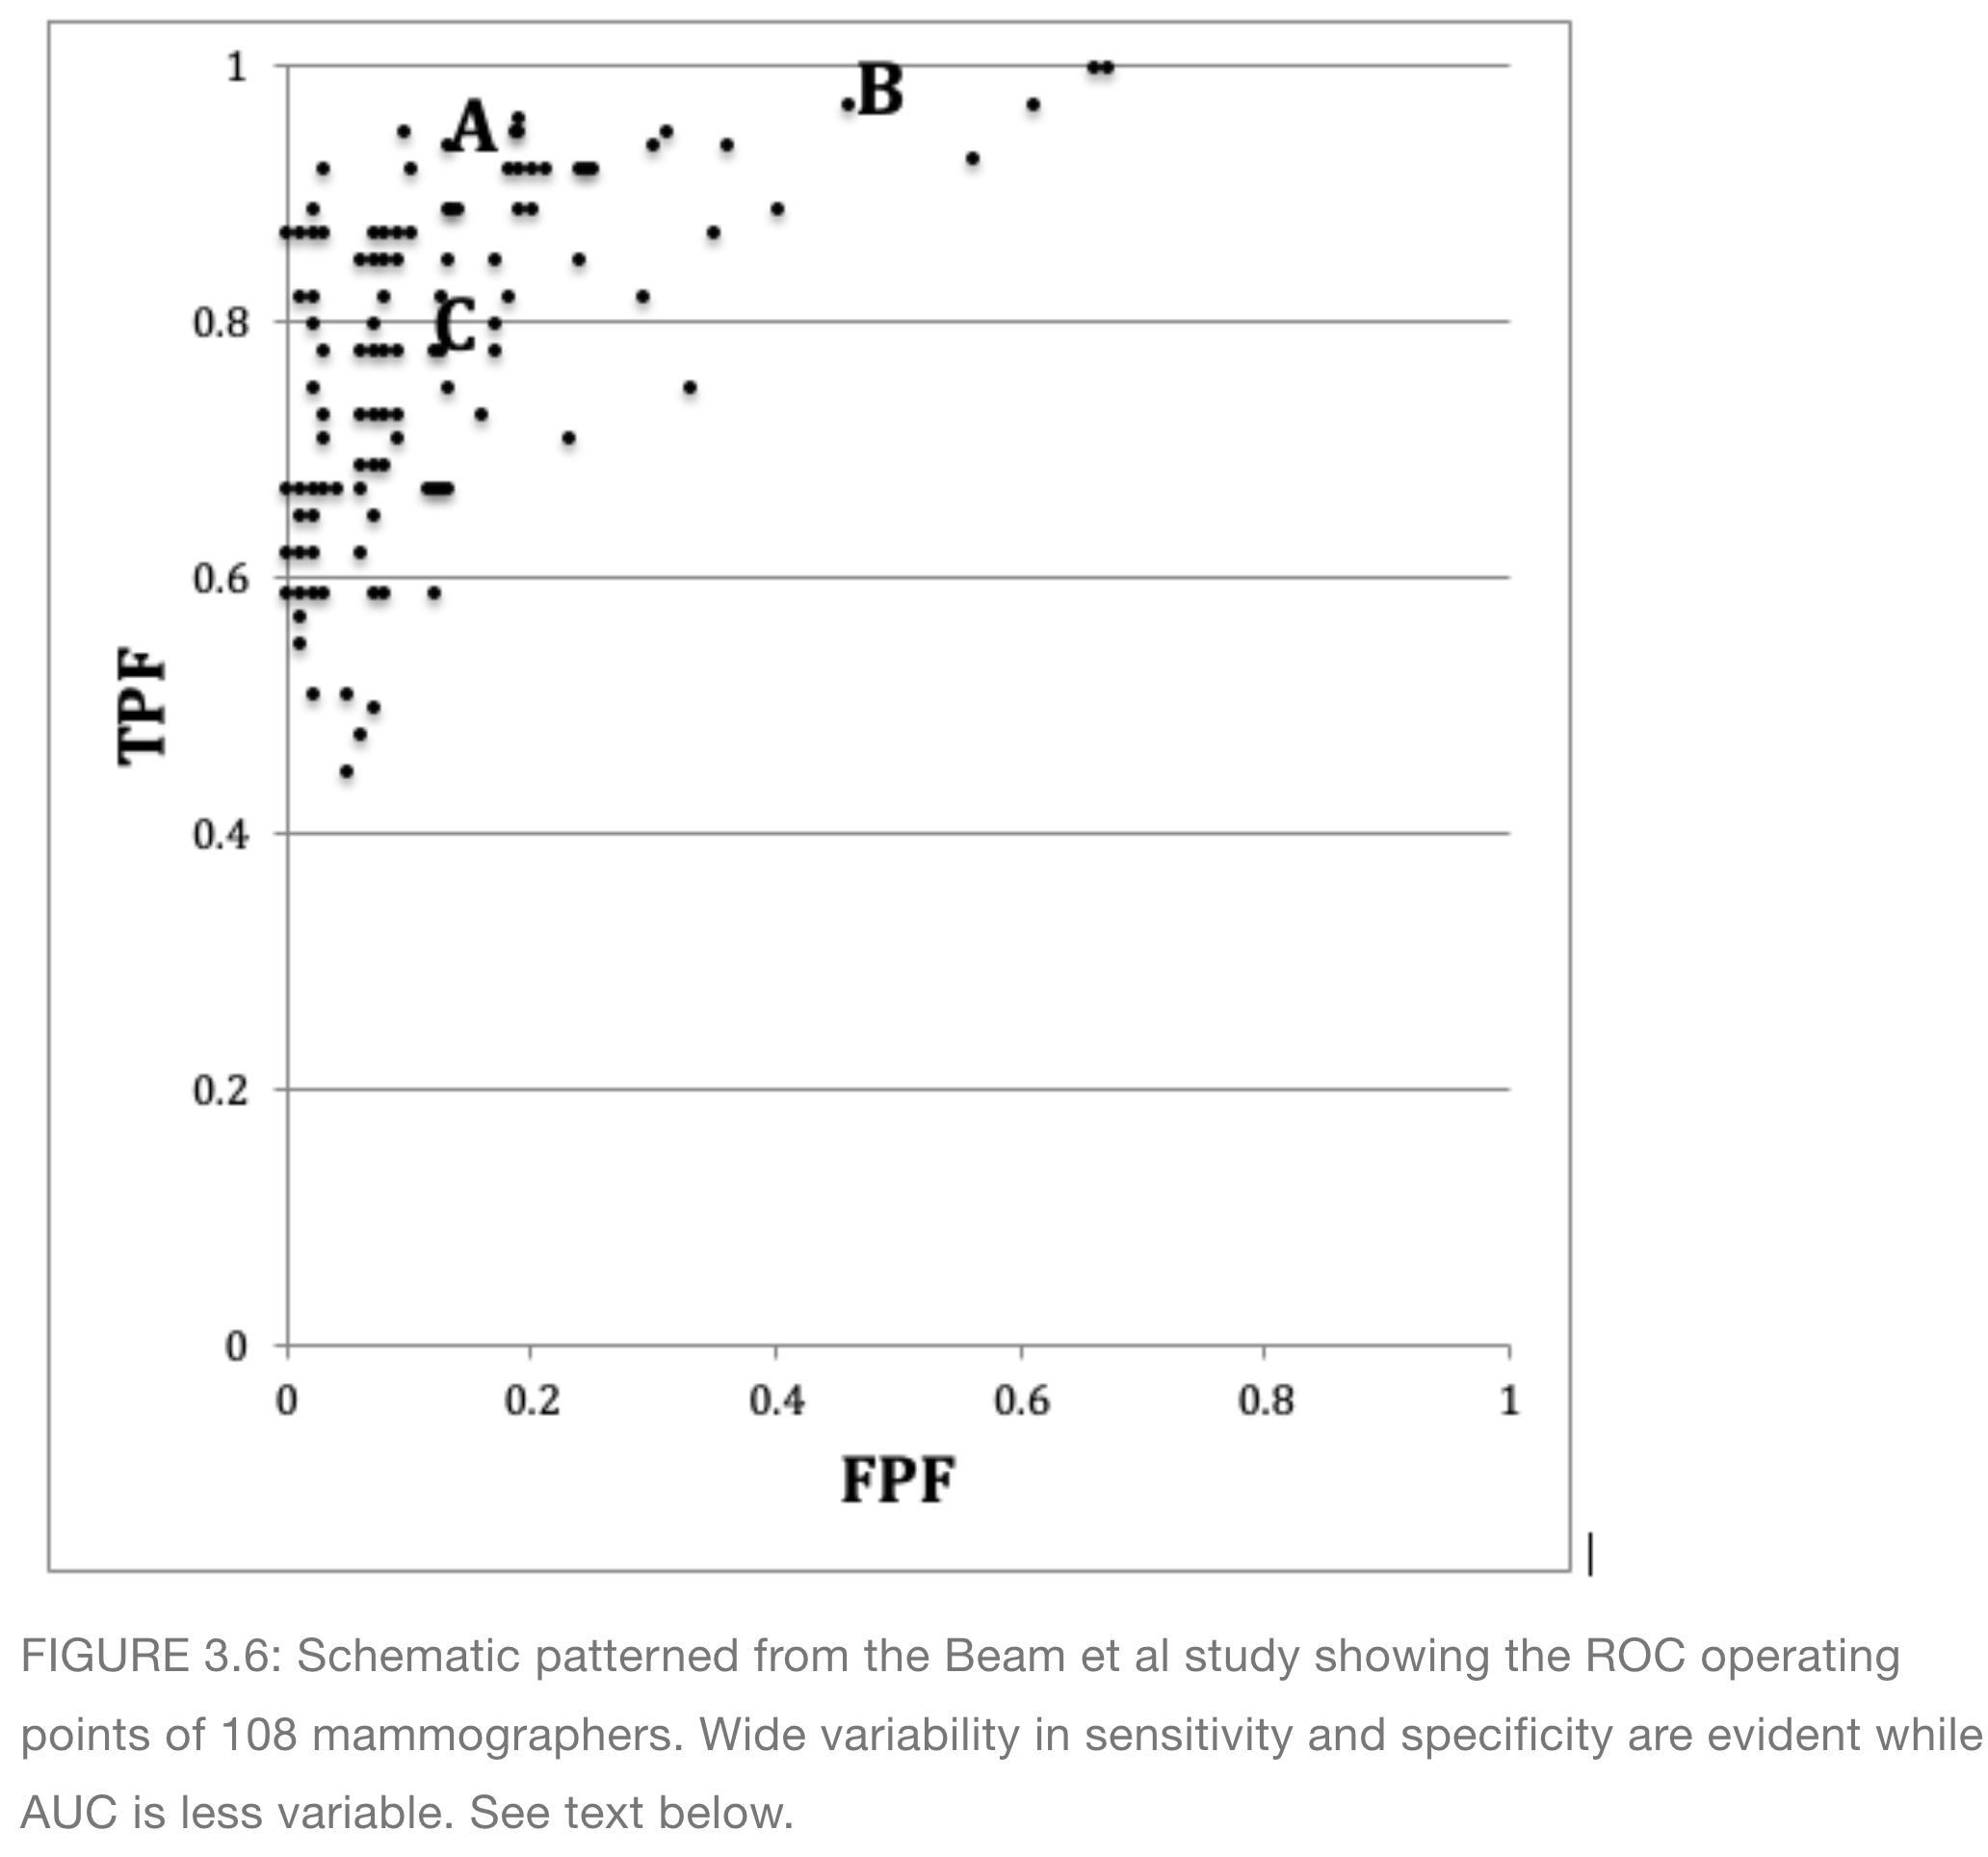 1
B
A
0.8
C
0.6
TPF
0.4
0.2
0
0 0.2 0.4 0.6 0.8 1
FPF
FIGURE 3.6: Schematic patterned from the Beam et al study showing the ROC operating
points of 108 mammographers. Wide variability in sensitivity and specificity are evident while
AUC is less variable. See text below.